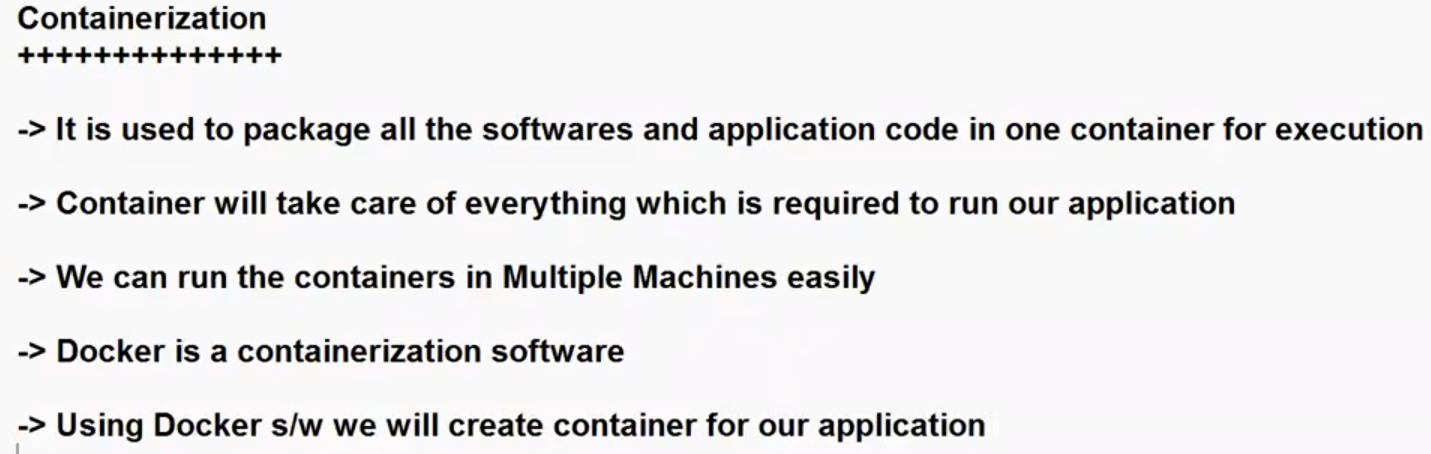 Containerization
++++++++++++++
-> It is used to package all the softwares and application code in one container for execution
-> Container will take care of everything which is required to run our application
-> We can run the containers in Multiple Machines easily
-> Docker is a containerization software
-> Using Docker s/w we will create container for our application